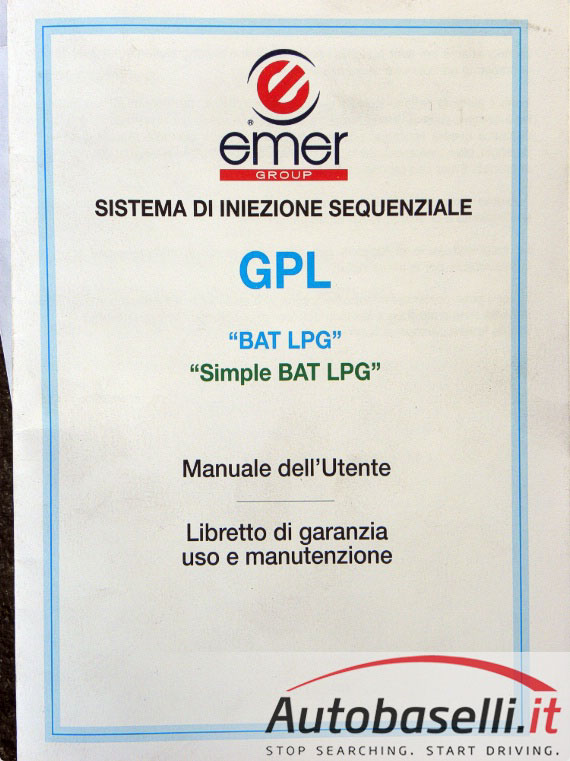 ® emer
GROUP
SISTEMA DI INIEZIONE SEQUENZIALE
GPL
“BAT LPG”
“Simple BAT LPG”
Manuale dell’Utente
Libretto di garanzia
uso e manutenzione
Autobaselli.it
STOP SEARCHING. START DRIVING.